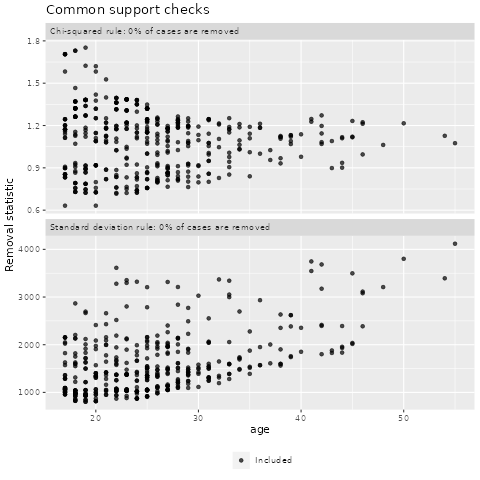 Common support checks
Chi-squared rule: 0% of cases are removed
1.8
1.5
1.2
0.9
0.6
Removal statistic
Standard deviation rule: 0% of cases are removed
4000
3000
2000
1000
20
30
40
50
age
Included